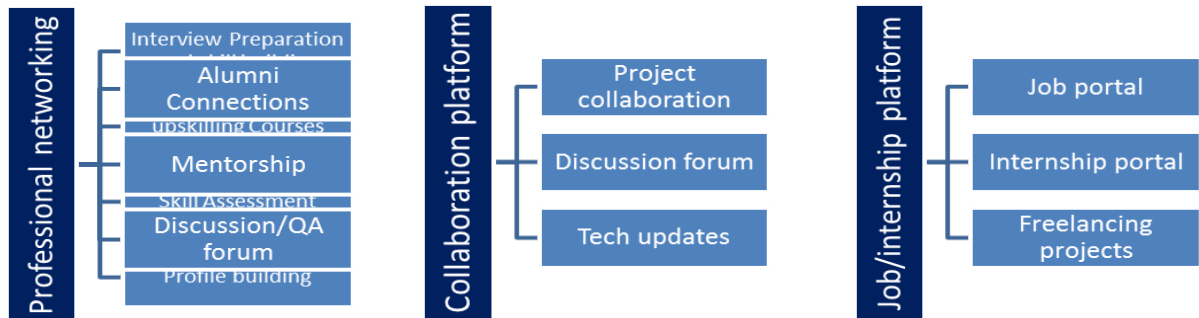 Professional networking
Interview Preparation
Alumni
Connections
upskilling Courses
Mentorship
Skill Assessment
Discussion/QA
forum
Profile building
Collaboration platform
Project
collaboration
Discussion forum
Tech updates
Job/internship platform
Job portal
Internship portal
Freelancing
projects